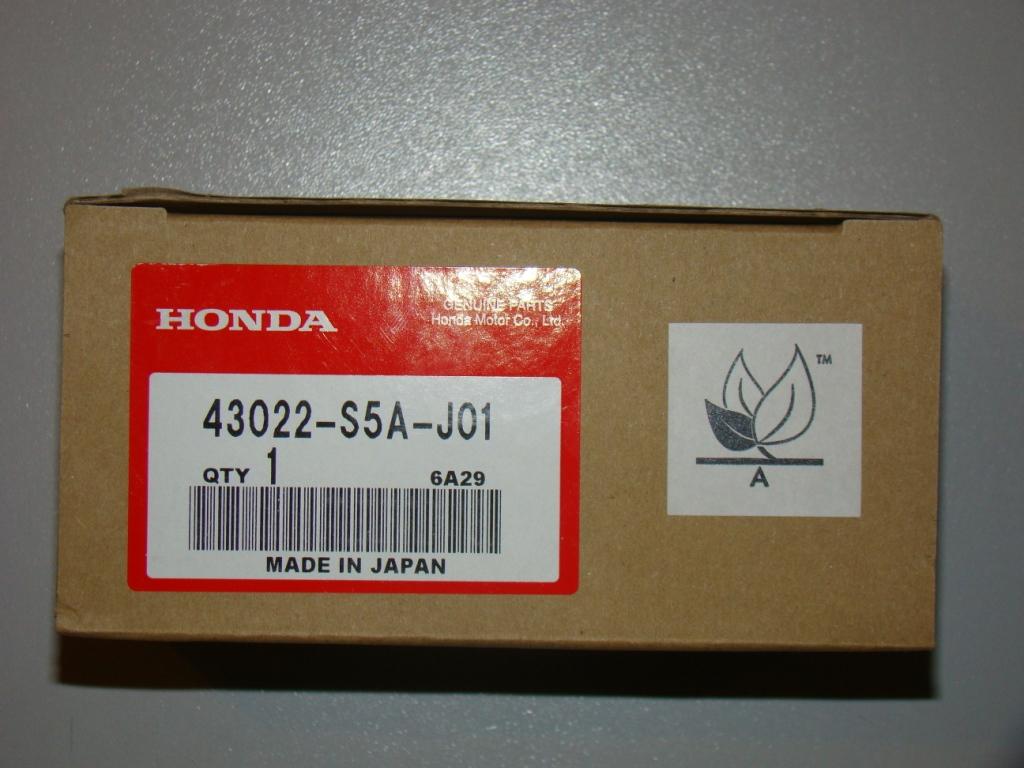 HONDA
GENUINE PARTS
Honda Motor Co., Ltd.
43022-S5A-J01
QTY 1 6A29
MADE IN JAPAN
TM
A